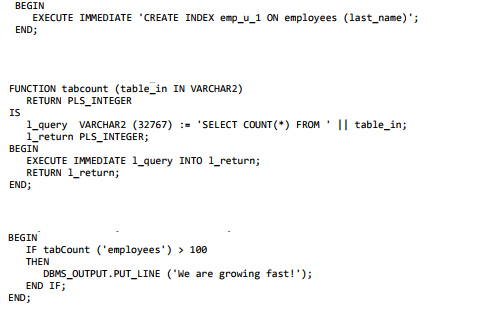 BEGIN
EXECUTE IMMEDIATE 'CREATE INDEX emp_u_1 ON employees (last_name)';
END;
FUNCTION tabcount (table_in IN VARCHAR2)
RETURN PLS_INTEGER
IS
l_query VARCHAR2 (32767) := 'SELECT COUNT(*) FROM ' || table_in;
l_return PLS_INTEGER;
BEGIN
EXECUTE IMMEDIATE l_query INTO l_return;
RETURN l_return;
END;
BEGIN
IF tabCount ('employees') > 100
THEN
DBMS_OUTPUT.PUT_LINE ('We are growing fast!');
END IF;
END;